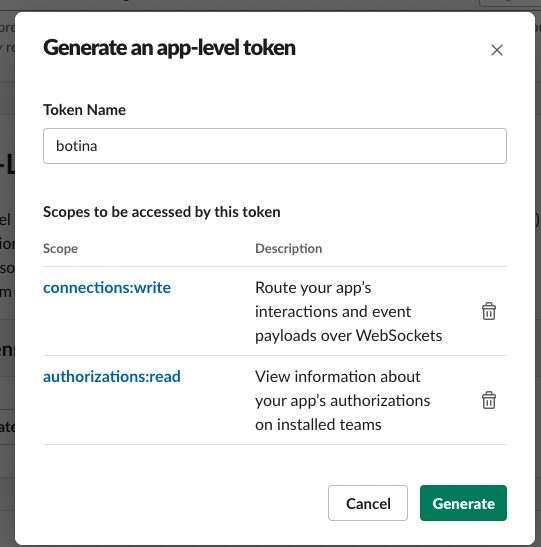 Generate an app-level token
Token Name
botina
Scopes to be accessed by this token
Scope Description
connections:write
Route your app’s
interactions and event
payloads over WebSockets
authorizations:read
View information about
your app’s authorizations
on installed teams
Cancel Generate